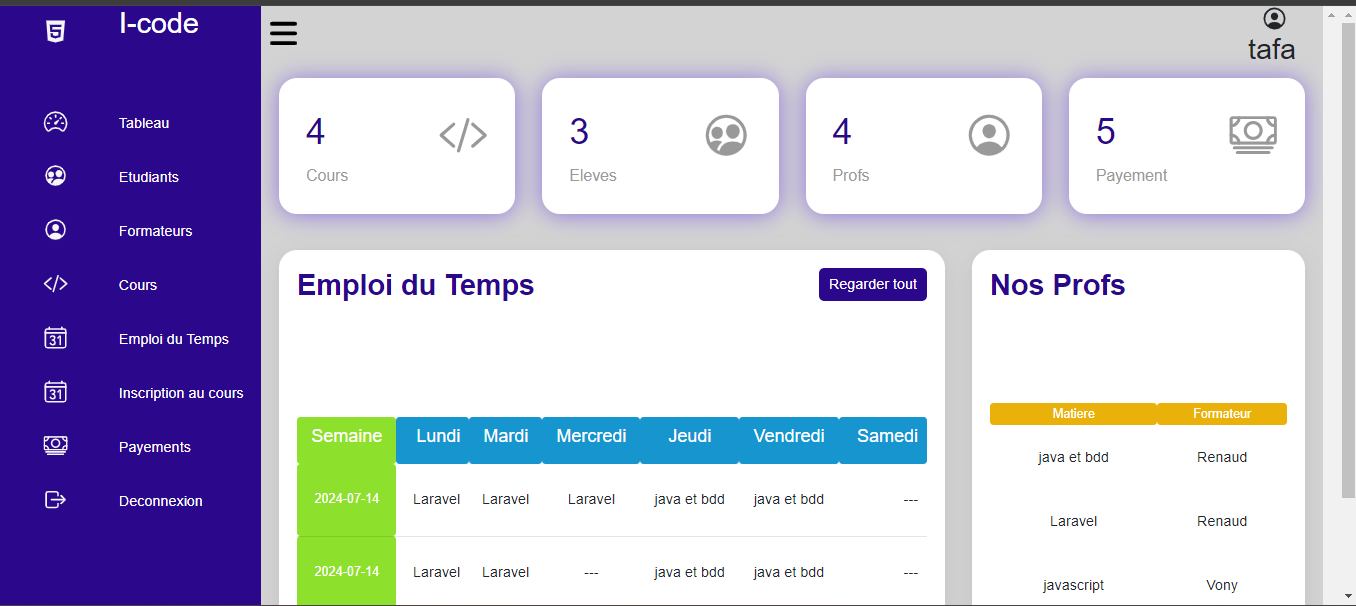 I-code
tafa
Tableau
Etudiants
Formateurs
Cours
31 Emploi du Temps
31 Inscription au cours
Payements
Deconnexion
4
Cours
3
Eleves
4
Profs
5
Payement
Emploi du Temps
Regarder tout
Semaine Lundi Mardi Mercredi Jeudi Vendredi Samedi
2024-07-14 Laravel Laravel Laravel java et bdd java et bdd ---
2024-07-14 Laravel Laravel --- java et bdd java et bdd ---
Nos Profs
Matiere Formateur
java et bdd Renaud
Laravel Renaud
javascript Vony